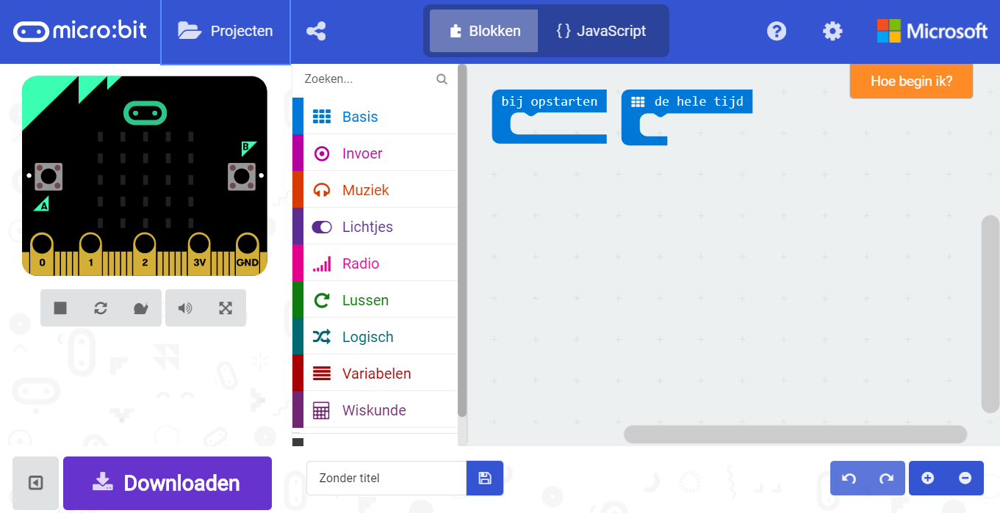 micro:bit
Projecten
Blokken
{ } JavaScript
Microsoft
Hoe begin ik?
B
A
0 1 2 3V GND
Zoeken...
Basis
Invoer
Muziek
Lichtjes
Radio
Lussen
Logisch
Variabelen
Wiskunde
bij opstarten
de hele tijd
Downloaden
Zonder titel